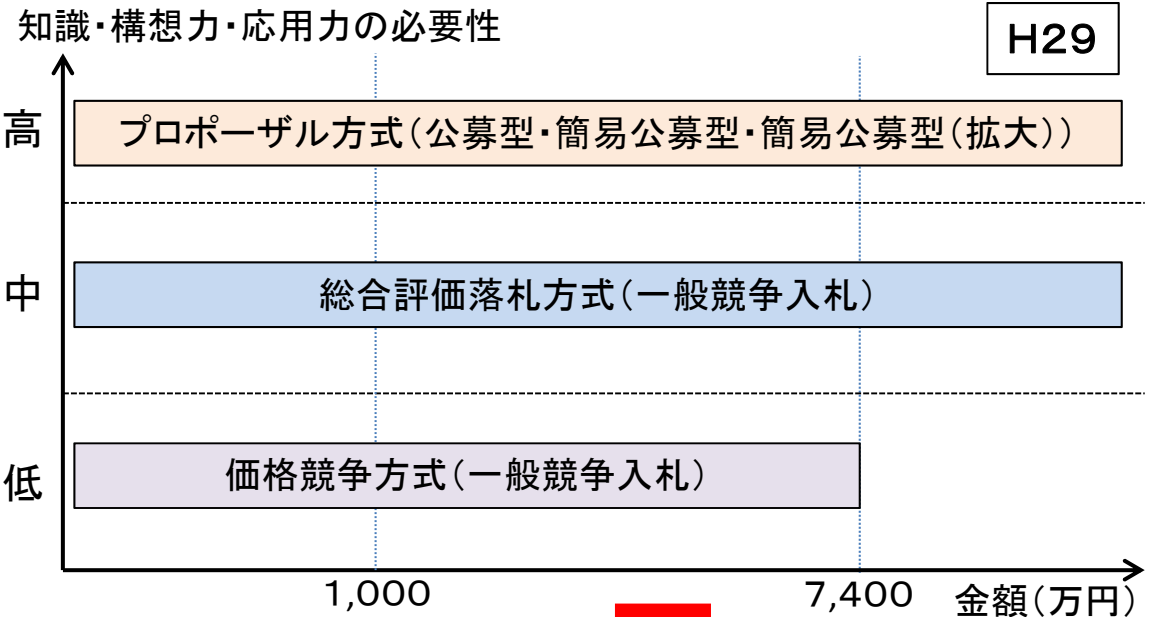 知識・構想力・応用力の必要性
H29
高
プロポーザル方式(公募型・簡易公募型・簡易公募型(拡大))
中
総合評価落札方式(一般競争入札)
低
価格競争方式(一般競争入札)
1,000
7,400
金額(万円)